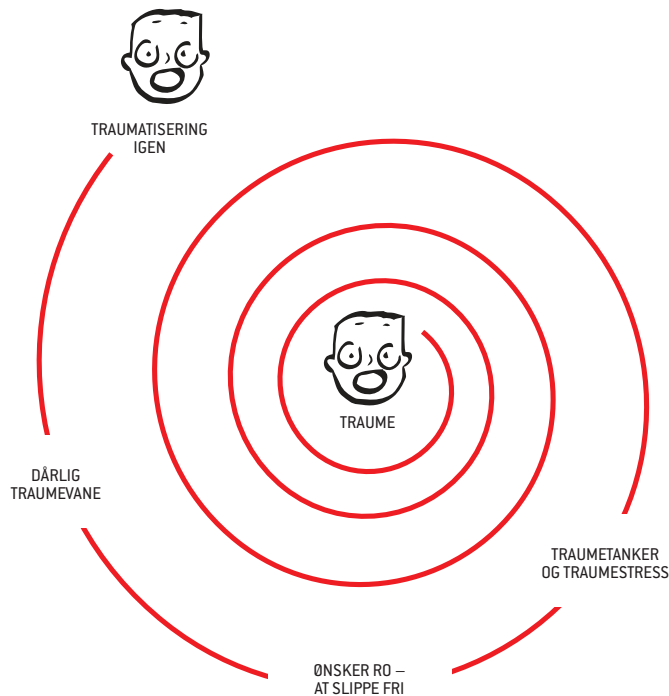 TRAUMATISERING
IGEN
TRAUME
DÅRLIG
TRAUMEVANE
TRAUMETANKER
OG TRAUMESTRESS
ØNSKER RO –
AT SLIPPE FRI